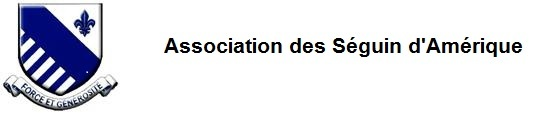 Association des Séguin d'Amérique
FORCE ET GÉNÉROSITÉ